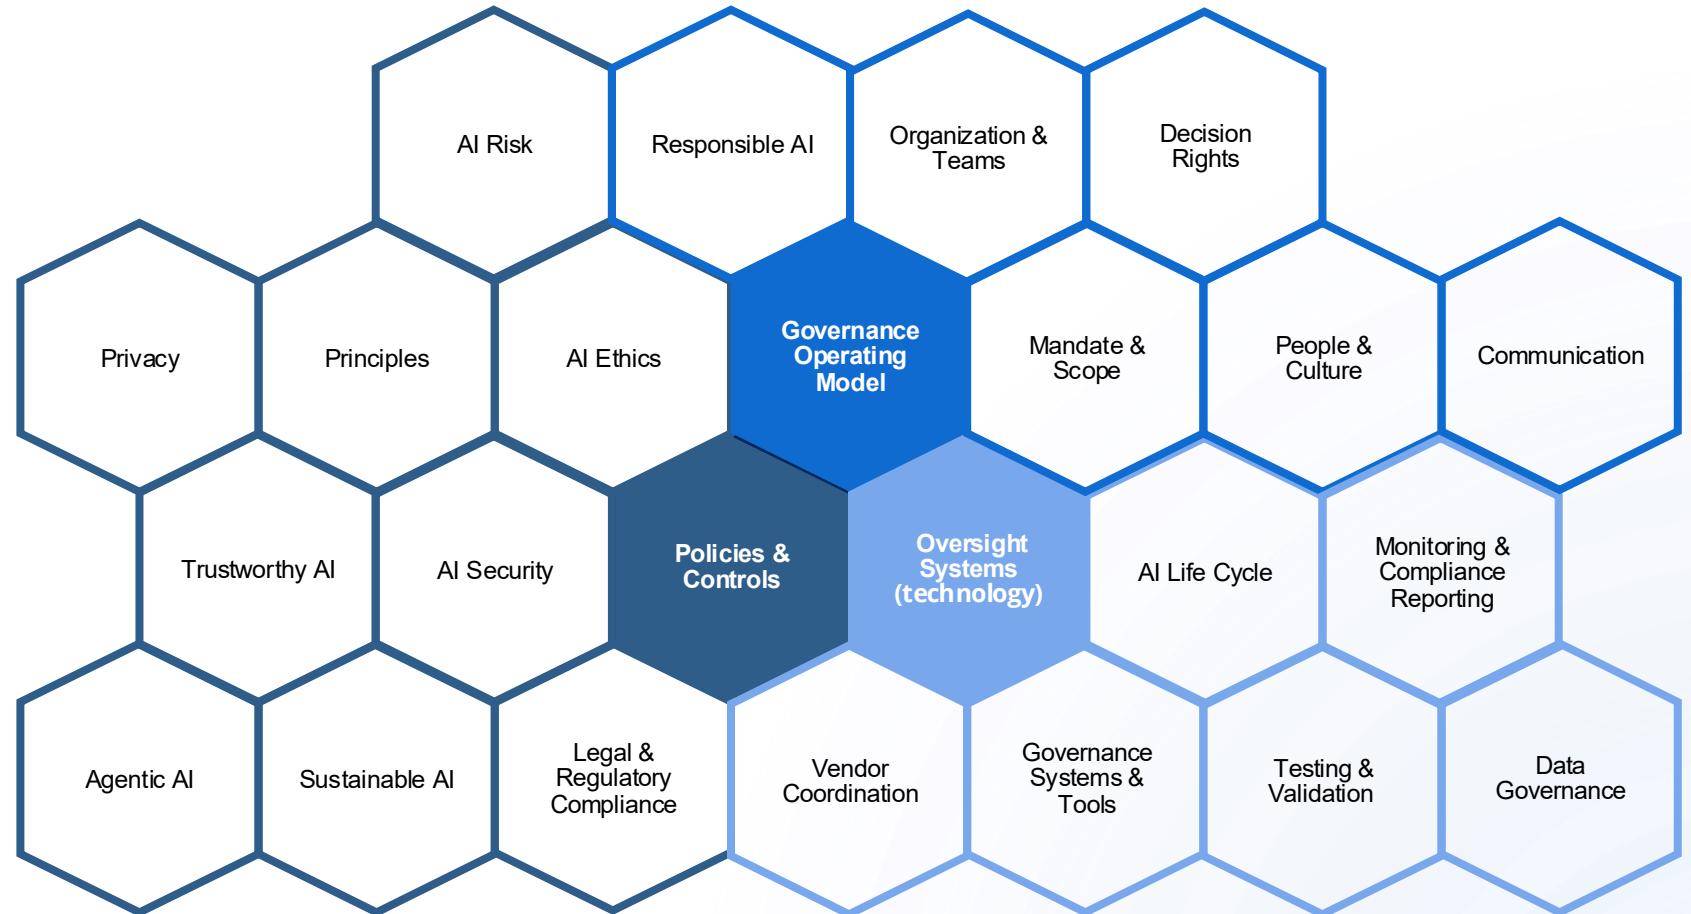 AI Risk
Responsible AI
Organization &
Teams
Decision
Rights
Privacy
Principles
AI Ethics
Governance
Operating
Model
Mandate &
Scope
People &
Culture
Communication
Trustworthy AI
AI Security
Policies &
Controls
Oversight
Systems
(technology)
AI Life Cycle
Monitoring &
Compliance
Reporting
Agentic AI
Sustainable AI
Legal &
Regulatory
Compliance
Vendor
Coordination
Governance
Systems &
Tools
Testing &
Validation
Data
Governance